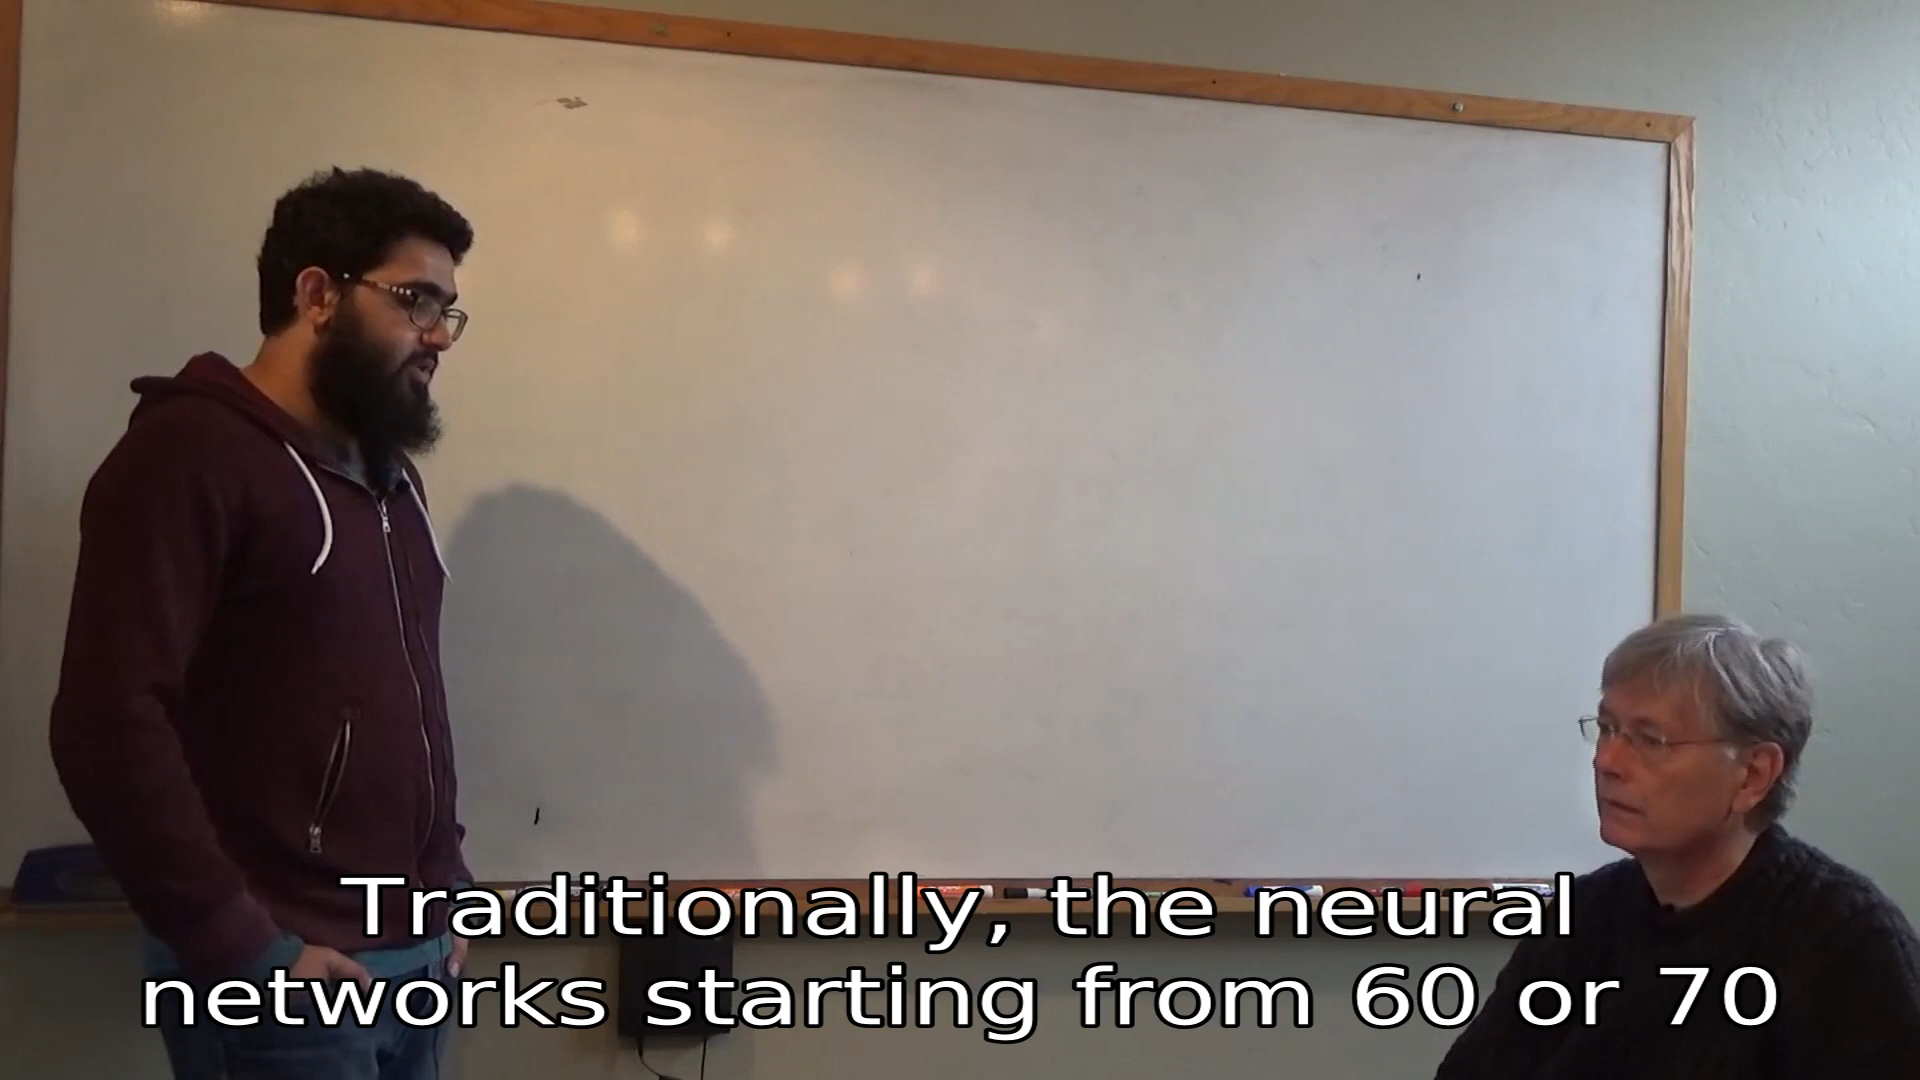 Traditionally, the neural
networks starting from 60 or 70